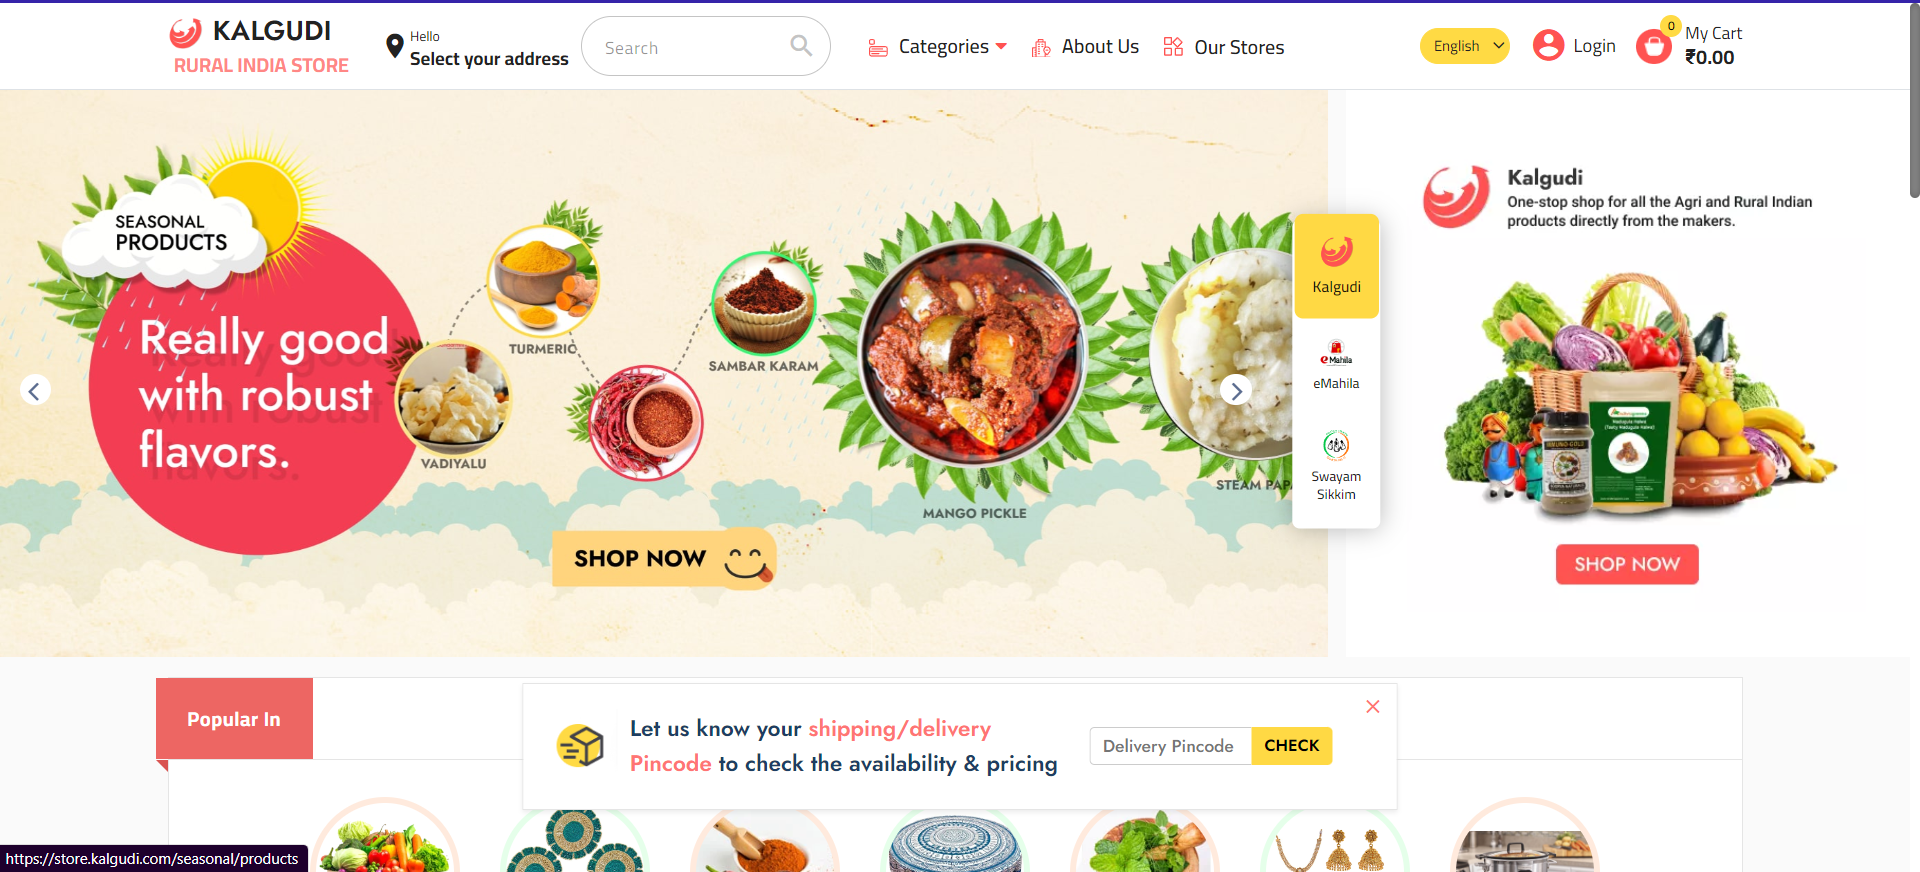 KALGUDI
RURAL INDIA STORE
Hello
Select your address
Search
Categories
About Us
Our Stores
English
Login
0
My Cart
₹0.00
SEASONAL
PRODUCTS
Really good
with robust
flavors.
TURMERIC
VADIYALU
SAMBAR KARAM
MANGO PICKLE
STEAM PAPA
SHOP NOW
Kalgudi
eMahila
eMahila
Swayam
Sikkim
Kalgudi
One-stop shop for all the Agri and Rural Indian
products directly from the makers.
IMMUNO-GOLD
SHOP NOW
Popular In
Let us know your shipping/delivery
Pincode to check the availability & pricing
Delivery Pincode
CHECK
https://store.kalgudi.com/seasonal/products